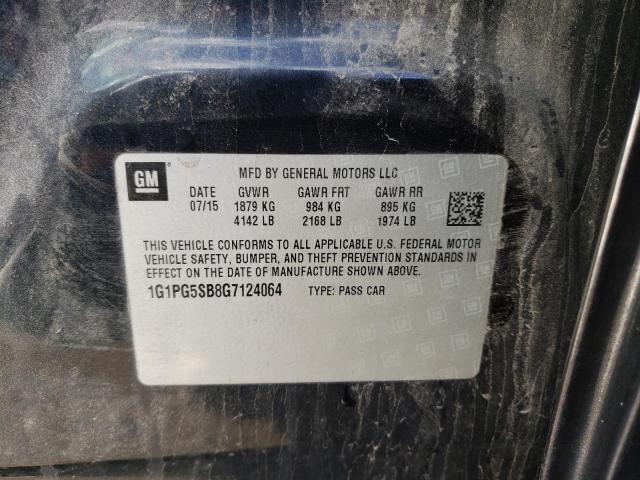 GM
®
MFD BY GENERAL MOTORS LLC
DATE GVWR GAWR FRT GAWR RR
07/15 1879 KG 984 KG 895 KG
4142 LB 2168 LB 1974 LB
THIS VEHICLE CONFORMS TO ALL APPLICABLE U.S. FEDERAL MOTOR
VEHICLE SAFETY, BUMPER, AND THEFT PREVENTION STANDARDS IN
EFFECT ON THE DATE OF MANUFACTURE SHOWN ABOVE.
1G1PG5SB8G7124064 TYPE: PASS CAR